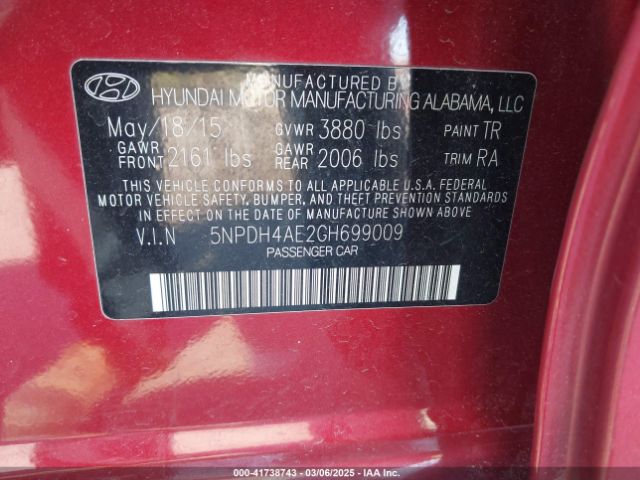 MANUFACTURED BY
HYUNDAI MOTOR MANUFACTURING ALABAMA, LLC
May/18/15 GVWR 3880 lbs PAINT TR
GAWR FRONT 2161 lbs GAWR REAR 2006 lbs TRIM RA
THIS VEHICLE CONFORMS TO ALL APPLICABLE U.S.A. FEDERAL
MOTOR VEHICLE SAFETY, BUMPER, AND THEFT PREVENTION STANDARDS
IN EFFECT ON THE DATE OF MANUFACTURE SHOWN ABOVE.
V.I.N 5NPDH4AE2GH699009
PASSENGER CAR
000-41738743 - 03/06/2025 - IAA Inc.